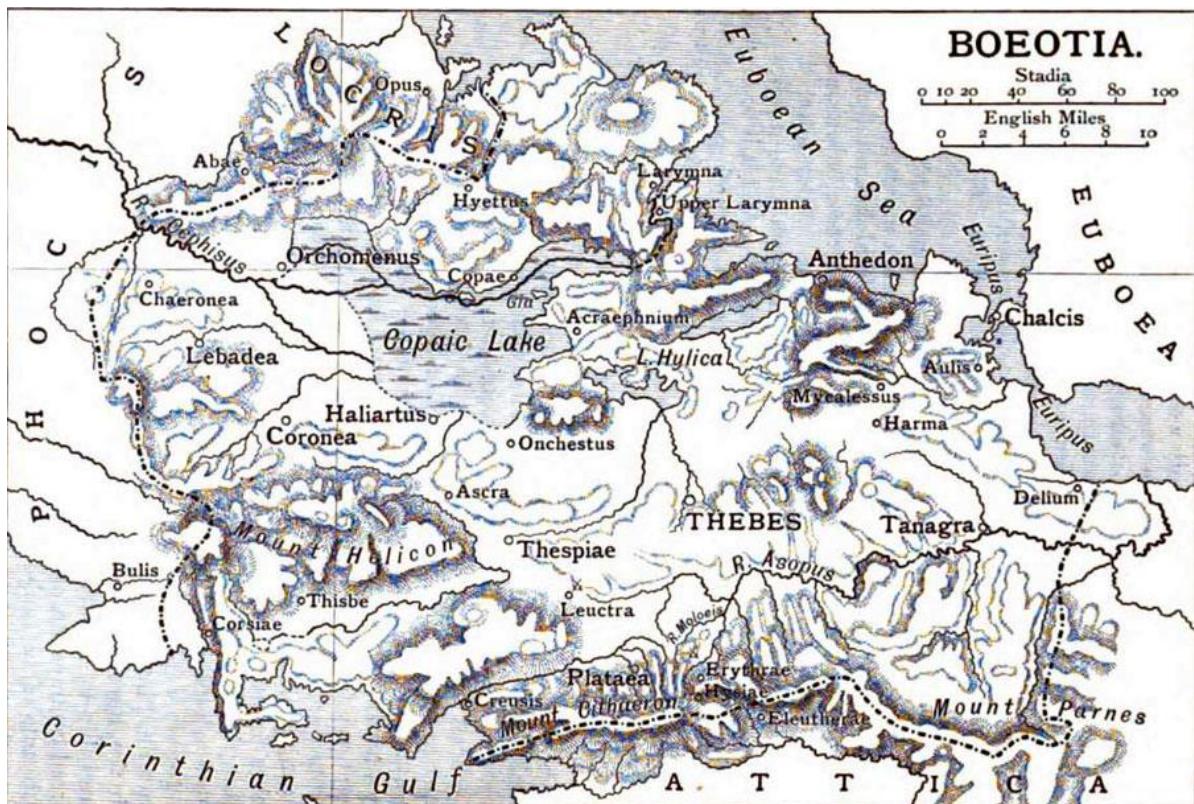 BOEOTIA.
Stadia
0 10 20 40 60 80 100
English Miles
0 2 4 6 8 10
LOCRIS
PHOCIS
EUBOEA
ATTICA
Euboean Sea
Opus
Abae
Larymna
Upper Larymna
Hyettus
R. Cephisus
Orchomenus
Copae
Gla
Anthedon
Euripus
Chalcis
Chaeronea
Acraephnium
Copaic Lake
L. Hylica
Lebadea
Aulis
Mycalessus
Haliartus
Coronea
Onchestus
Harma
Euripus
Ascra
Delium
THEBES
Tanagra
Mount Helicon
Thespiae
R. Asopus
Bulis
Thisbe
Leuctra
Corsiae
R. Moloeis
Plataea
Erythrae
Hysiae
Creusis
Mount Cithaeron
Eleutherae
Mount Parnes
Corinthian Gulf